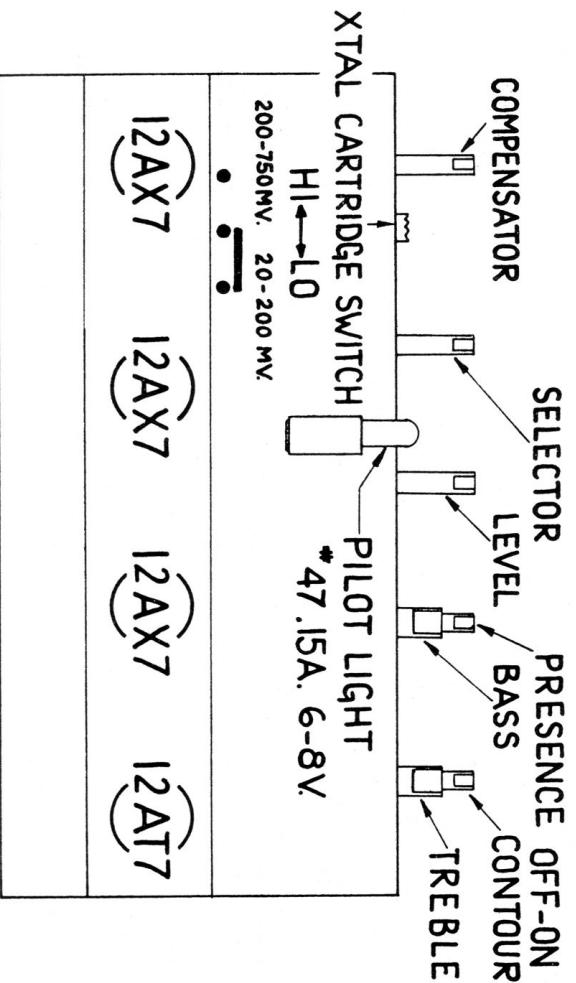 COMPENSATOR
SELECTOR
LEVEL
PRESENCE OFF-ON
BASS
CONTOUR
TREBLE
XTAL CARTRIDGE SWITCH
PILOT LIGHT
#47 .15A. 6-8V.
HI LO
200-750MV. 20-200 MV.
12AX7
12AX7
12AX7
12AT7